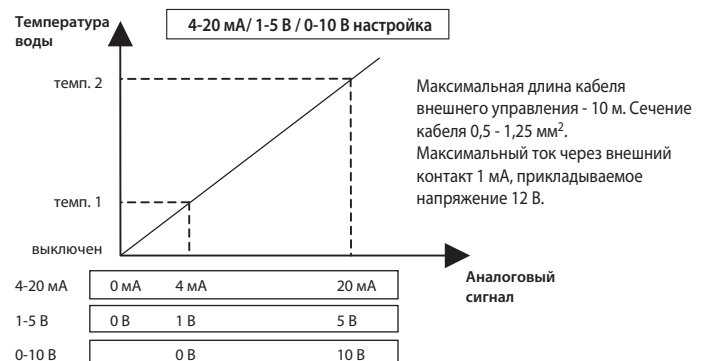 Температура
воды
4-20 мА/ 1-5 В / 0-10 В настройка
темп. 2
Максимальная длина кабеля
внешнего управления - 10 м. Сечение
кабеля 0,5 - 1,25 мм².
Максимальный ток через внешний
контакт 1 мА, прикладываемое
напряжение 12 В.
темп. 1
выключен
Аналоговый
сигнал
4-20 мА 0 мА 4 мА 20 мА
1-5 В 0 В 1 В 5 В
0-10 В 0 В 10 В